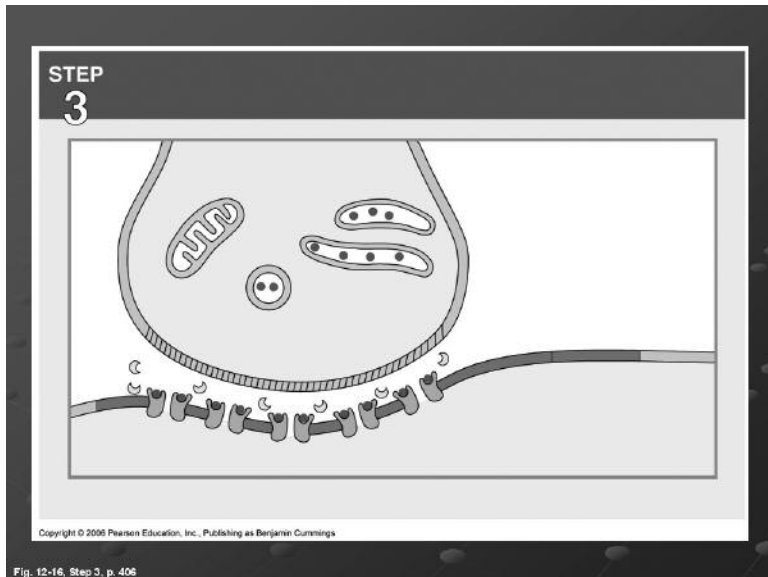 STEP
3
Copyright © 2006 Pearson Education, Inc., Publishing as Benjamin Cummings
Fig. 12-16, Step 3, p. 406